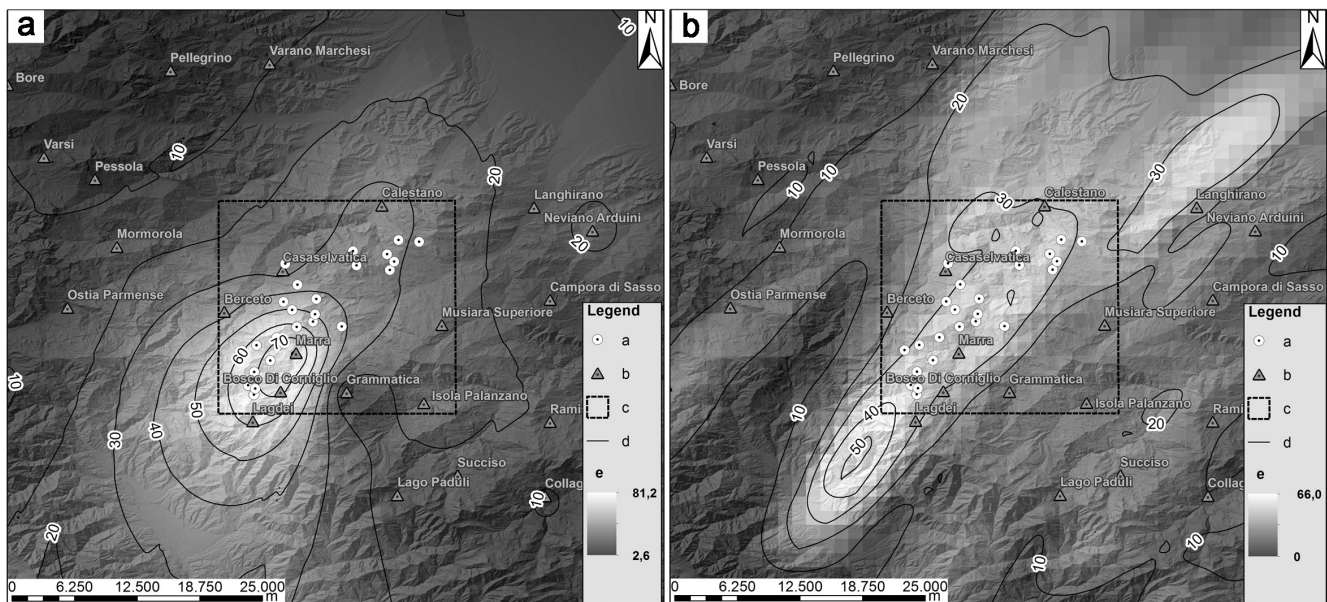 a
N
10
Pellegrino
Varano Marchesi
Bore
Varsi
10
Pessola
20
Calestano
Langhirano
Neviano Arduini
20
Mormorola
Casaselvatica
Ostia Parmense
Berceto
Campora di Sasso
Musiara Superiore
60
70
Marra
10
Bosco Di Corniglio
Grammatica
Isola Palanzano
Rami
50
Lagdei
40
30
Succiso
Lago Paduli
Collag
10
20
Legend
a
b
c
d
e
81,2
2,6
0 6.250 12.500 18.750 25.000
m
b
N
Pellegrino
Varano Marchesi
Bore
20
Varsi
Pessola
10
10
30
Calestano
Langhirano
Neviano Arduini
30
Mormorola
10
Casaselvatica
Ostia Parmense
Berceto
Campora di Sasso
Musiara Superiore
Marra
Bosco Di Corniglio
Grammatica
Isola Palanzano
10
40
Lagdei
20
Rami
50
Succiso
Lago Paduli
Collag
10
10
Legend
a
b
c
d
e
66,0
0
0 6.250 12.500 18.750 25.000
m